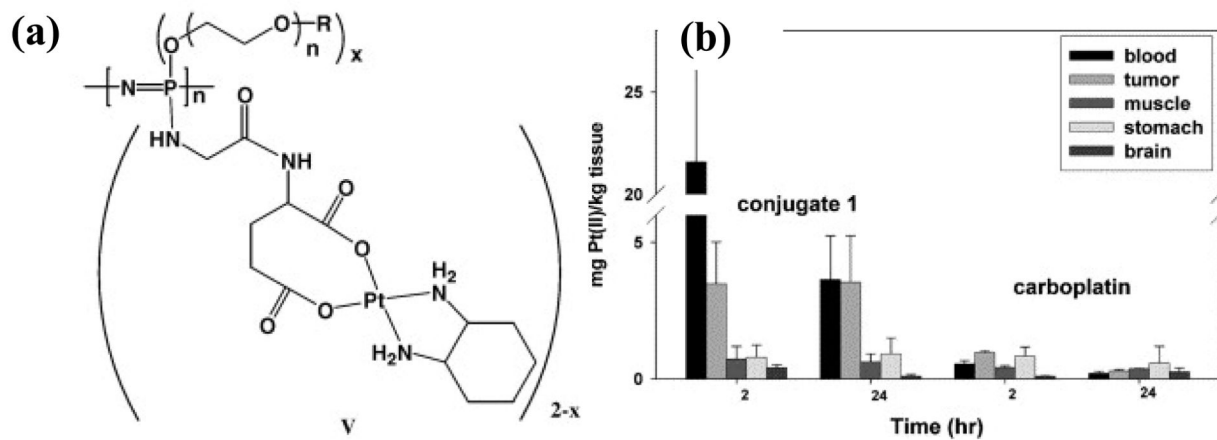 (a)
( O ( O–R ) n ) x
[ N=P ] n
HN
O
NH
O
O
O
O
Pt
H2
N
H2N
2-x
V
(b)
blood
tumor
muscle
stomach
brain
mg Pt(II)/kg tissue
25
20
5
0
conjugate 1
carboplatin
2
24
2
24
Time (hr)